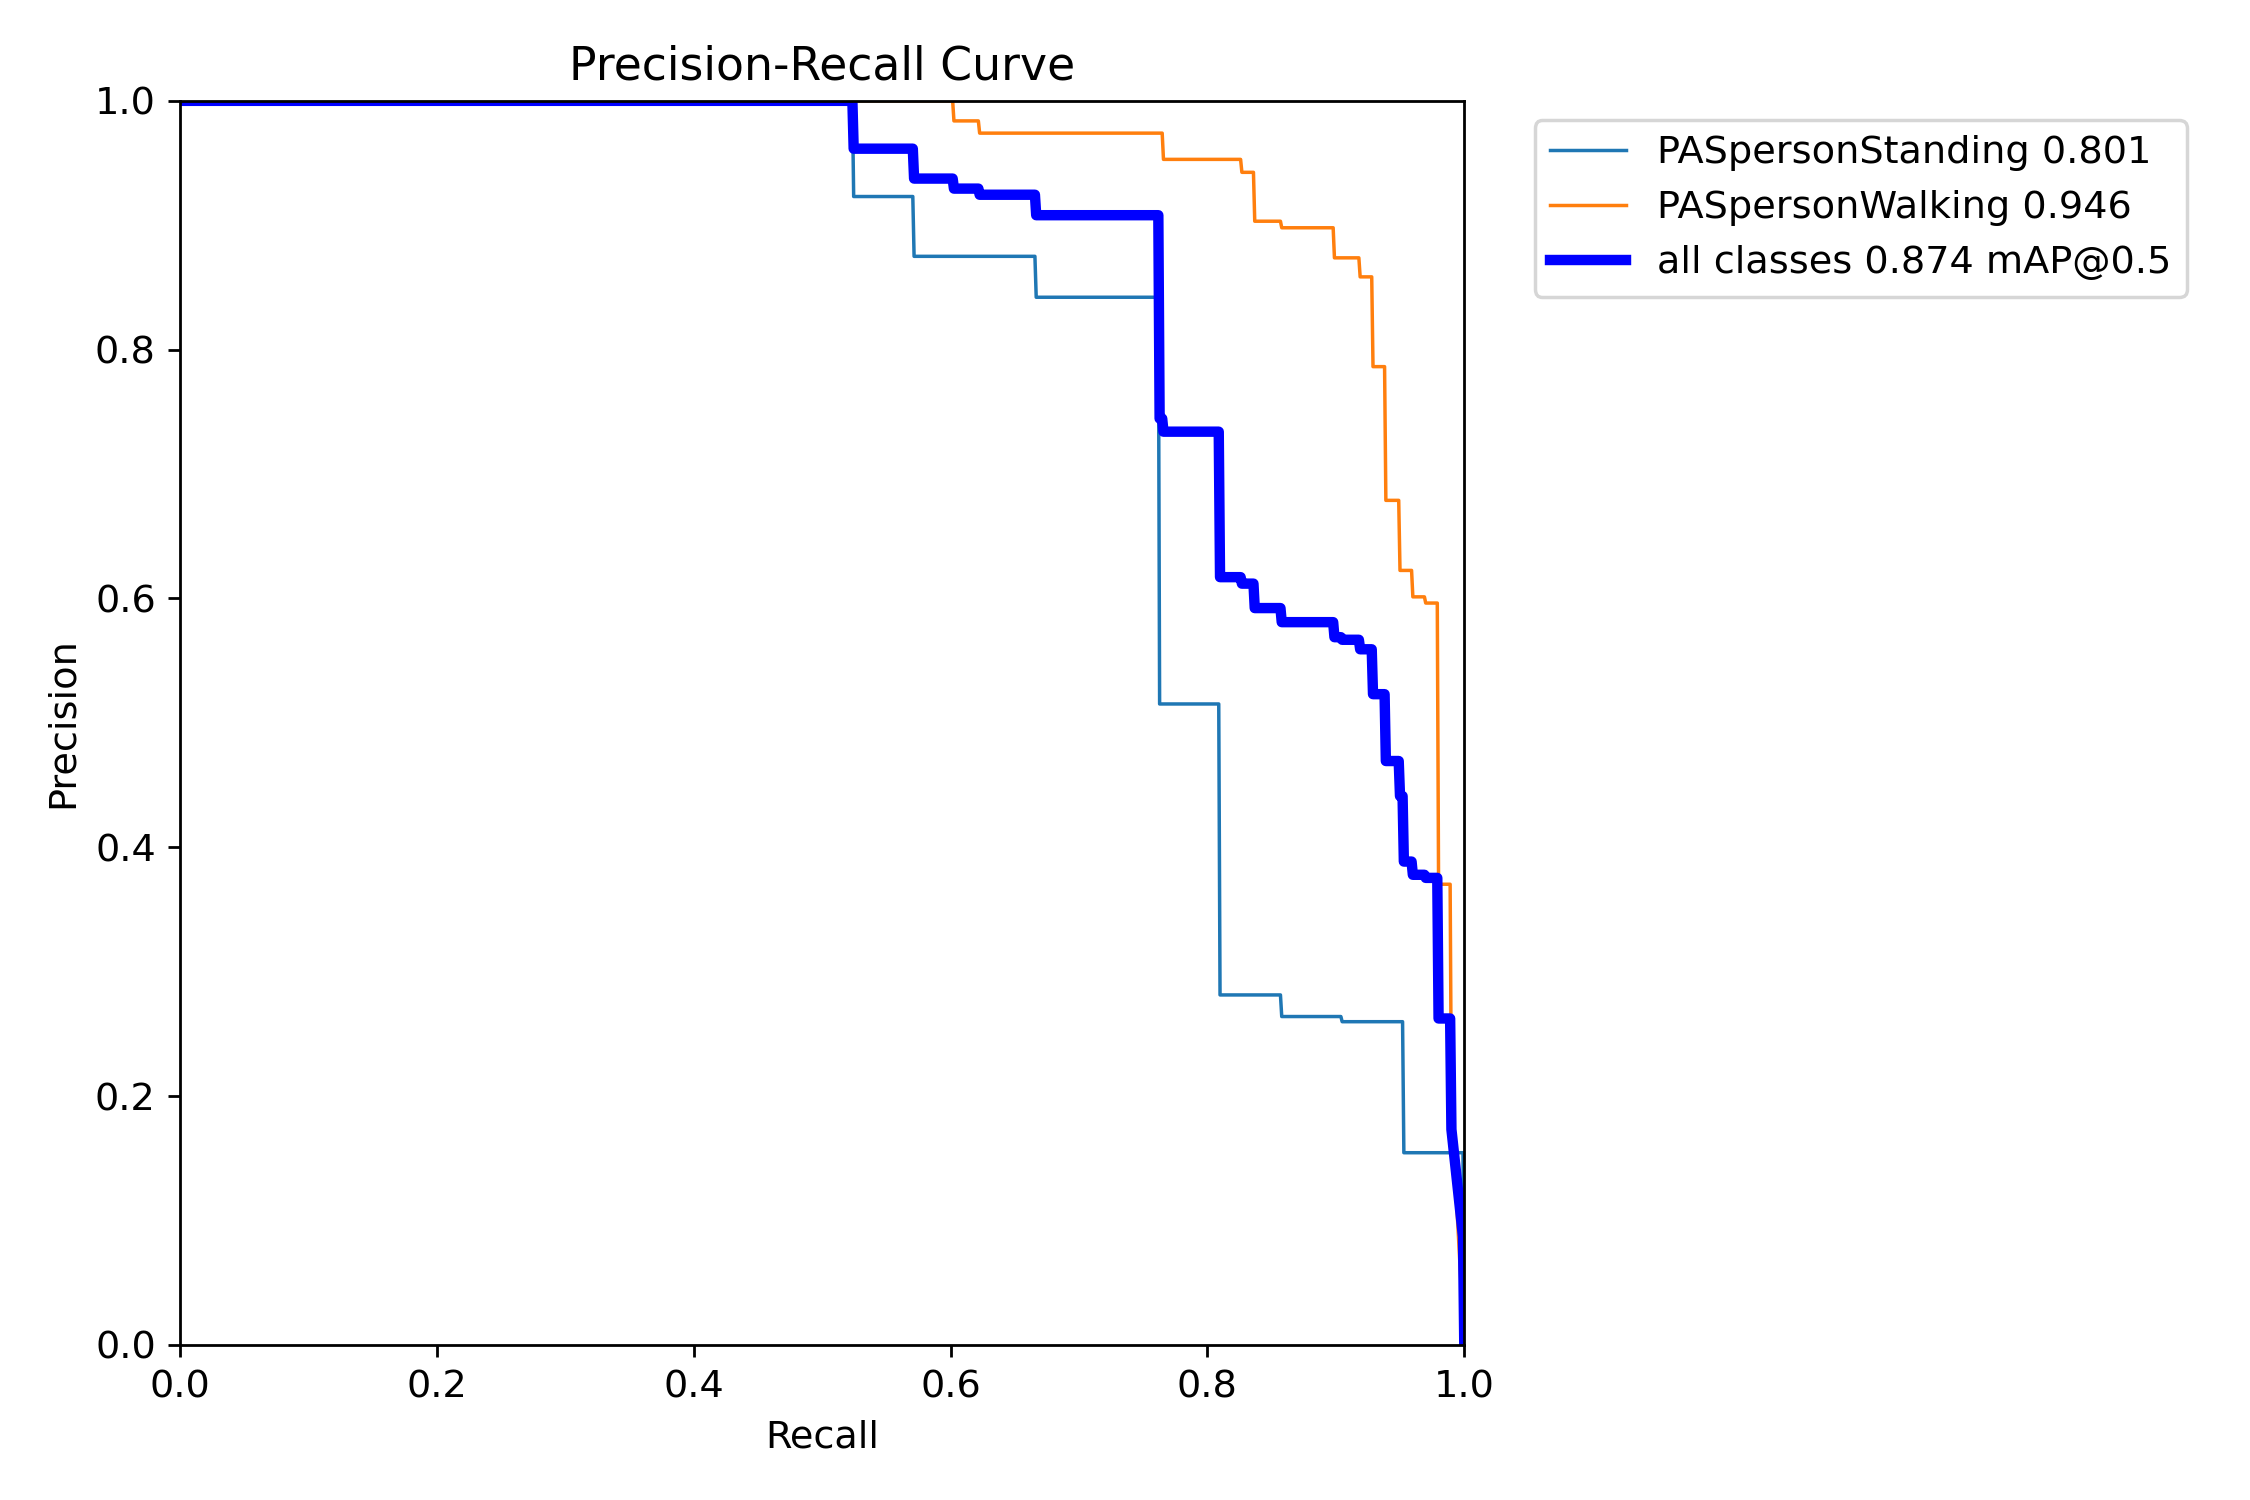 Precision-Recall Curve
1.0
0.8
0.6
0.4
0.2
0.0
Precision
0.0 0.2 0.4 0.6 0.8 1.0
Recall
PASpersonStanding 0.801
PASpersonWalking 0.946
all classes 0.874 mAP@0.5